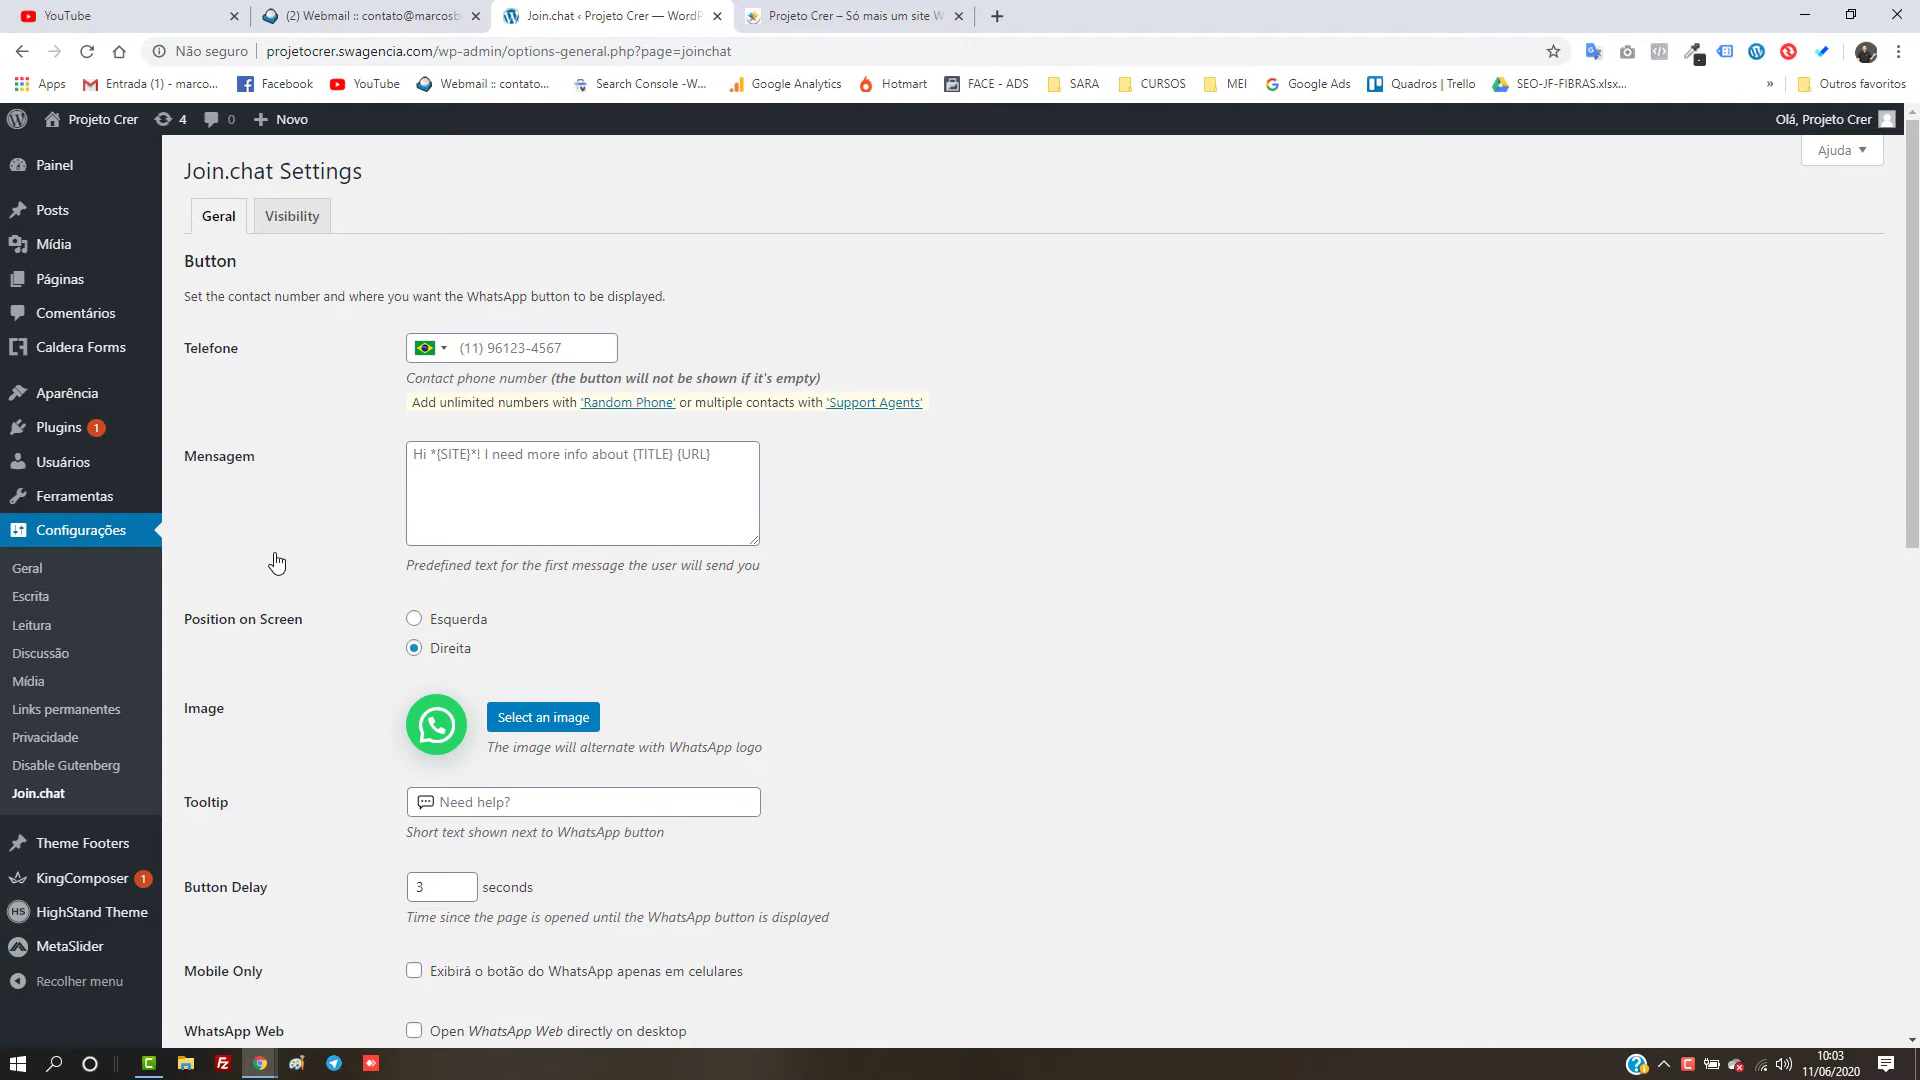 YouTube
(2) Webmail :: contato@marcosb
Join.chat ‹ Projeto Crer — WordP
Projeto Crer – Só mais um site W
Não seguro
projetocrer.swagencia.com/wp-admin/options-general.php?page=joinchat
Apps
Entrada (1) - marco...
Facebook
YouTube
Webmail :: contato...
Search Console -W...
Google Analytics
Hotmart
FACE - ADS
SARA
CURSOS
MEI
Google Ads
Quadros | Trello
SEO-JF-FIBRAS.xlsx...
»
Outros favoritos
Projeto Crer
4
0
Novo
Olá, Projeto Crer
Painel
Posts
Mídia
Páginas
Comentários
Caldera Forms
Aparência
Plugins 1
Usuários
Ferramentas
Configurações
Geral
Escrita
Leitura
Discussão
Mídia
Links permanentes
Privacidade
Disable Gutenberg
Join.chat
Theme Footers
KingComposer 1
HS HighStand Theme
MetaSlider
Recolher menu
Ajuda
Join.chat Settings
Geral
Visibility
Button
Set the contact number and where you want the WhatsApp button to be displayed.
Telefone
(11) 96123-4567
Contact phone number (the button will not be shown if it's empty)
Add unlimited numbers with 'Random Phone' or multiple contacts with 'Support Agents'
Mensagem
Hi *{SITE}*! I need more info about {TITLE} {URL}
Predefined text for the first message the user will send you
Position on Screen
Esquerda
Direita
Image
Select an image
The image will alternate with WhatsApp logo
Tooltip
Need help?
Short text shown next to WhatsApp button
Button Delay
3 seconds
Time since the page is opened until the WhatsApp button is displayed
Mobile Only
Exibirá o botão do WhatsApp apenas em celulares
WhatsApp Web
Open WhatsApp Web directly on desktop
10:03
11/06/2020